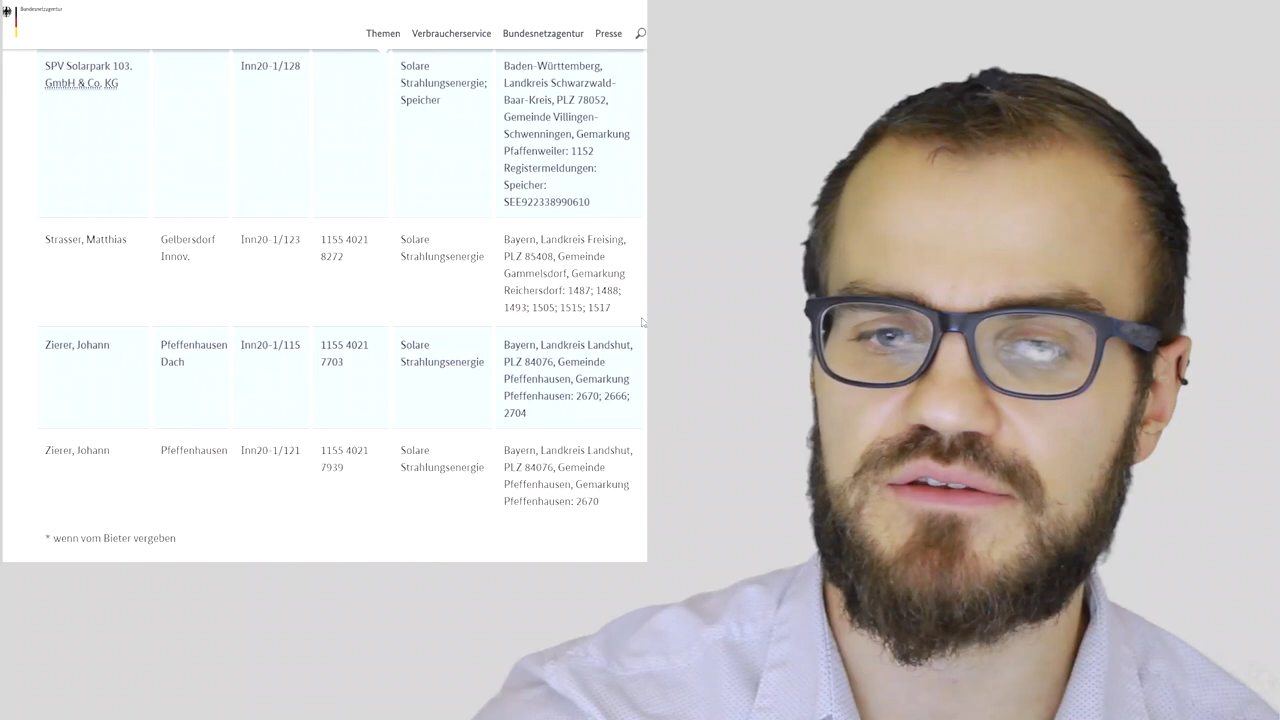 Bundesnetzagentur
Themen Verbraucherservice Bundesnetzagentur Presse
SPV Solarpark 103.
GmbH & Co. KG
Inn20-1/128
Solare
Strahlungsenergie;
Speicher
Baden-Württemberg,
Landkreis Schwarzwald-
Baar-Kreis, PLZ 78052,
Gemeinde Villingen-
Schwenningen, Gemarkung
Pfaffenweiler: 1152
Registermeldungen:
Speicher:
SEE922338990610
Strasser, Matthias
Gelbersdorf
Innov.
Inn20-1/123
1155 4021
8272
Solare
Strahlungsenergie
Bayern, Landkreis Freising,
PLZ 85408, Gemeinde
Gammelsdorf, Gemarkung
Reichersdorf: 1487; 1488;
1493; 1505; 1515; 1517
Zierer, Johann
Pfeffenhausen
Dach
Inn20-1/115
1155 4021
7703
Solare
Strahlungsenergie
Bayern, Landkreis Landshut,
PLZ 84076, Gemeinde
Pfeffenhausen, Gemarkung
Pfeffenhausen: 2670; 2666;
2704
Zierer, Johann
Pfeffenhausen
Inn20-1/121
1155 4021
7939
Solare
Strahlungsenergie
Bayern, Landkreis Landshut,
PLZ 84076, Gemeinde
Pfeffenhausen, Gemarkung
Pfeffenhausen: 2670
* wenn vom Bieter vergeben